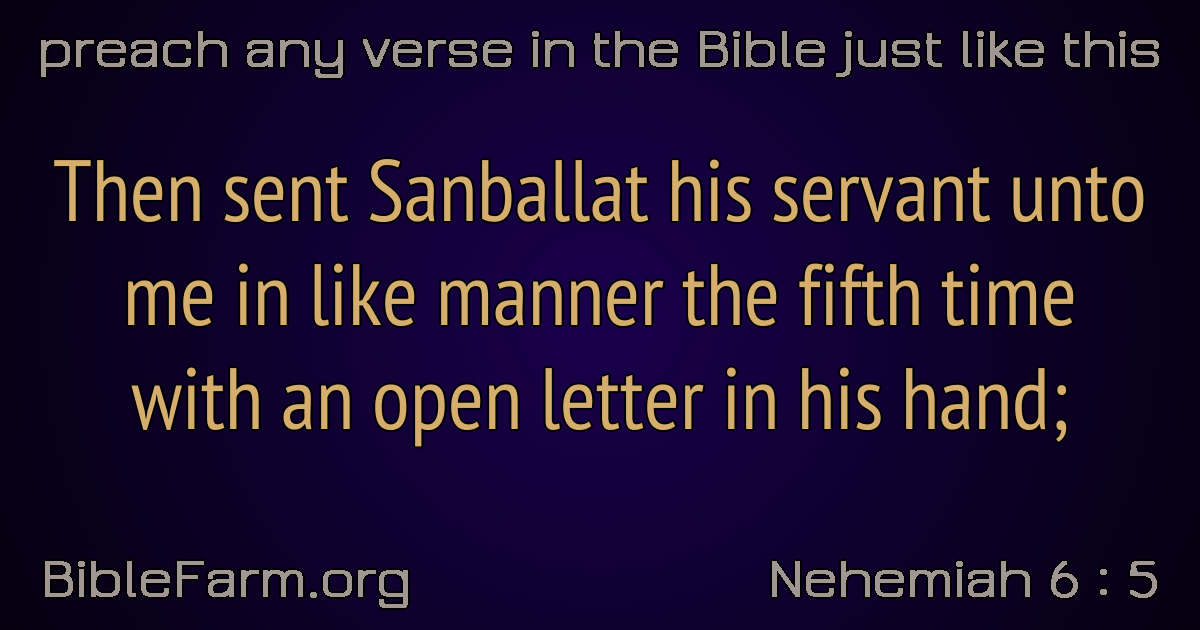 preach any verse in the Bible just like this
Then sent Sanballat his servant unto
me in like manner the fifth time
with an open letter in his hand;
BibleFarm.org
Nehemiah 6 : 5